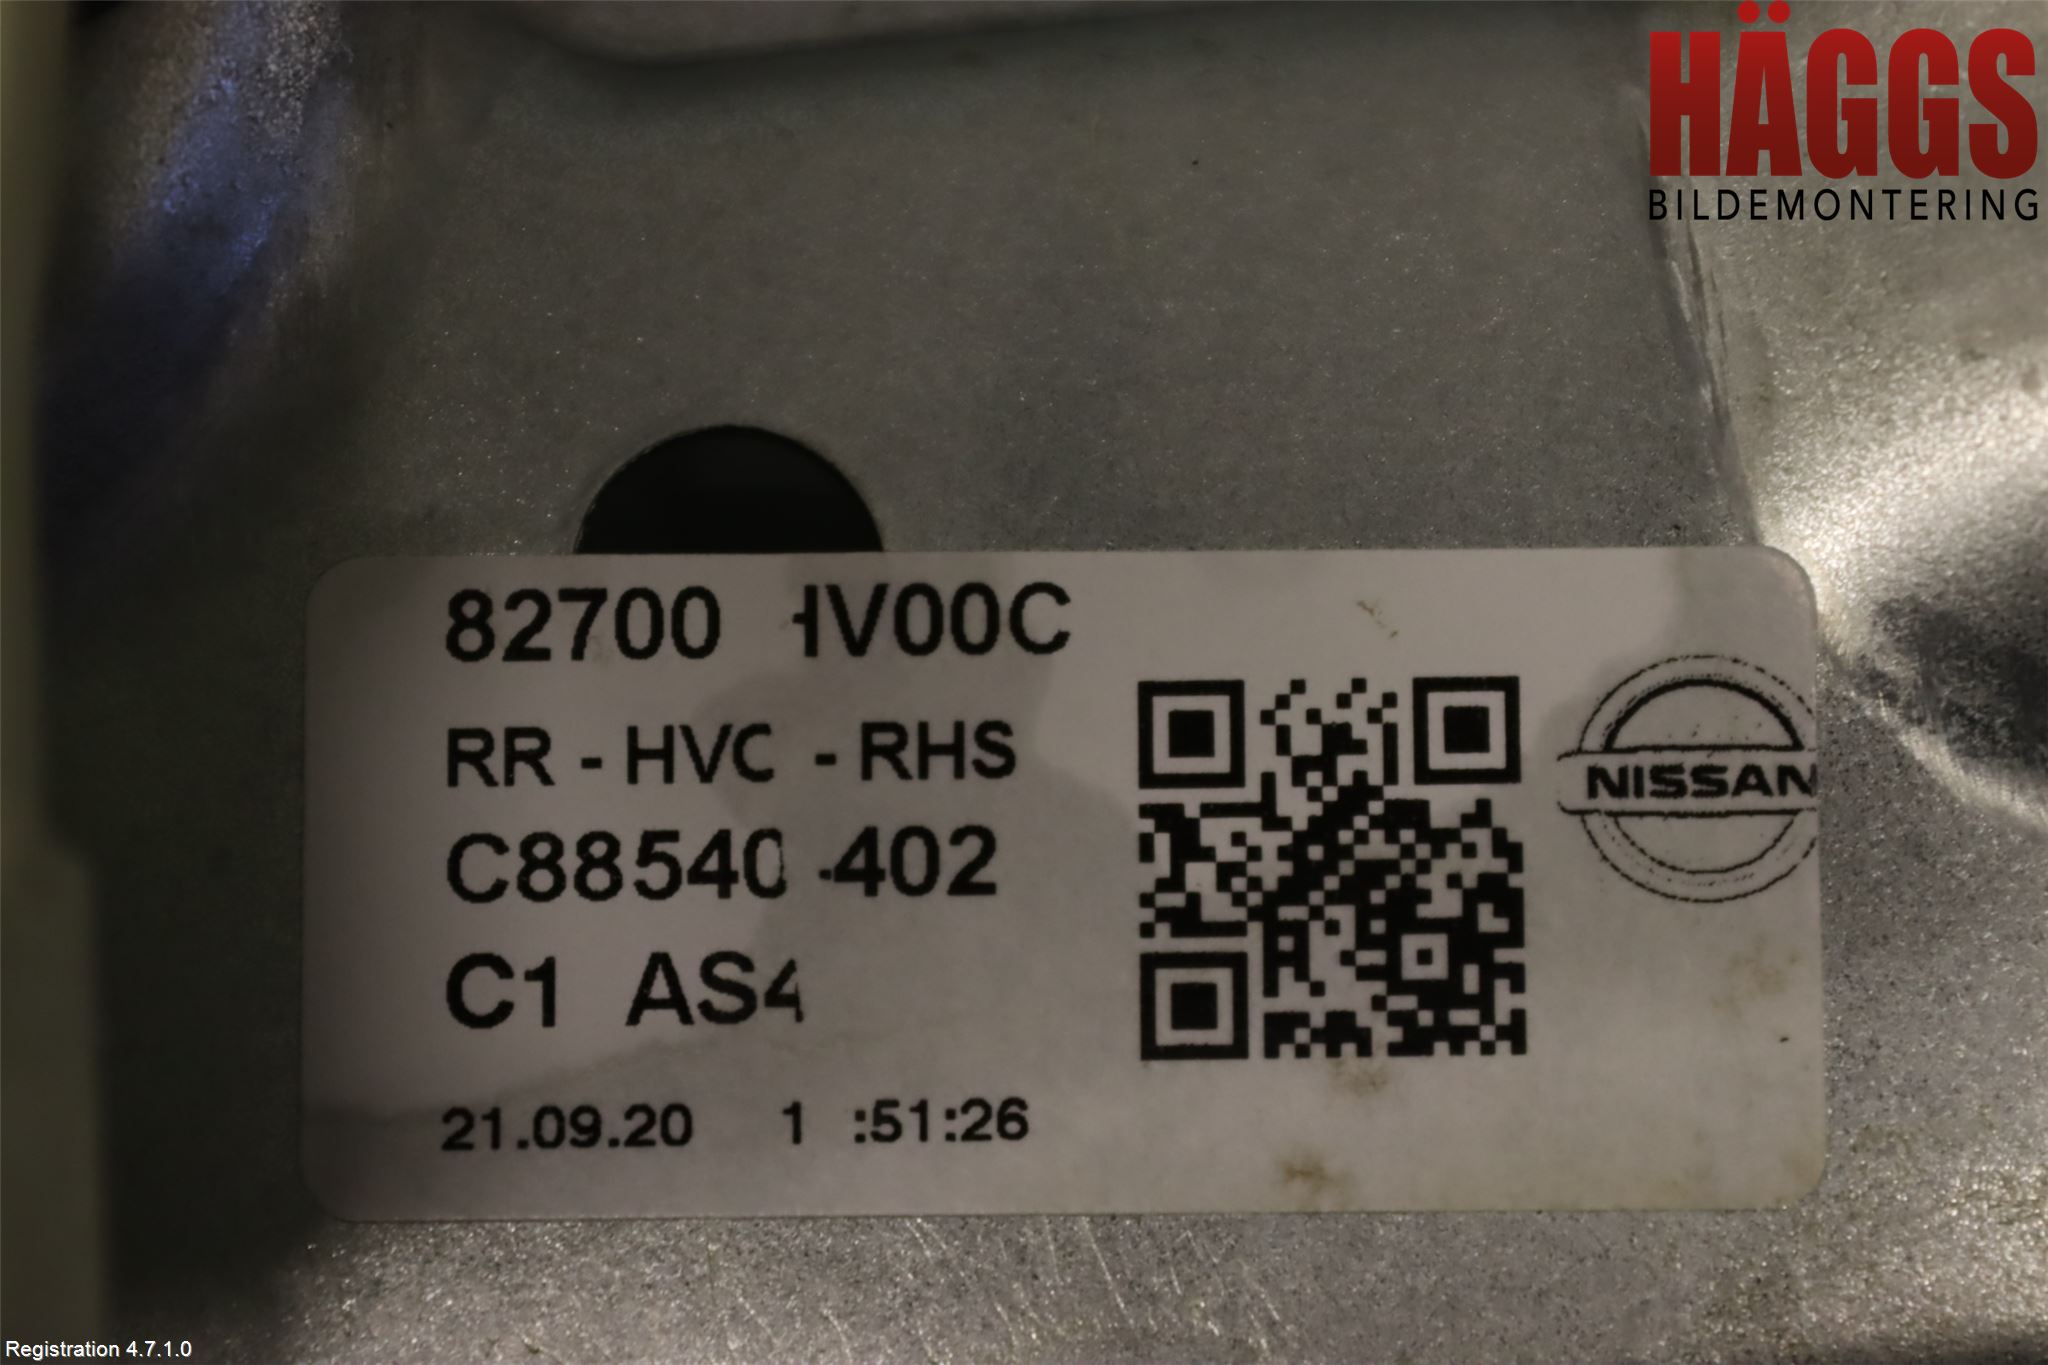 HÄGGS
BILDEMONTERING
82700 HV00C
RR - HVC - RHS
C88540 -402
C1 AS4
NISSAN
21.09.20 1 :51:26
Registration 4.7.1.0